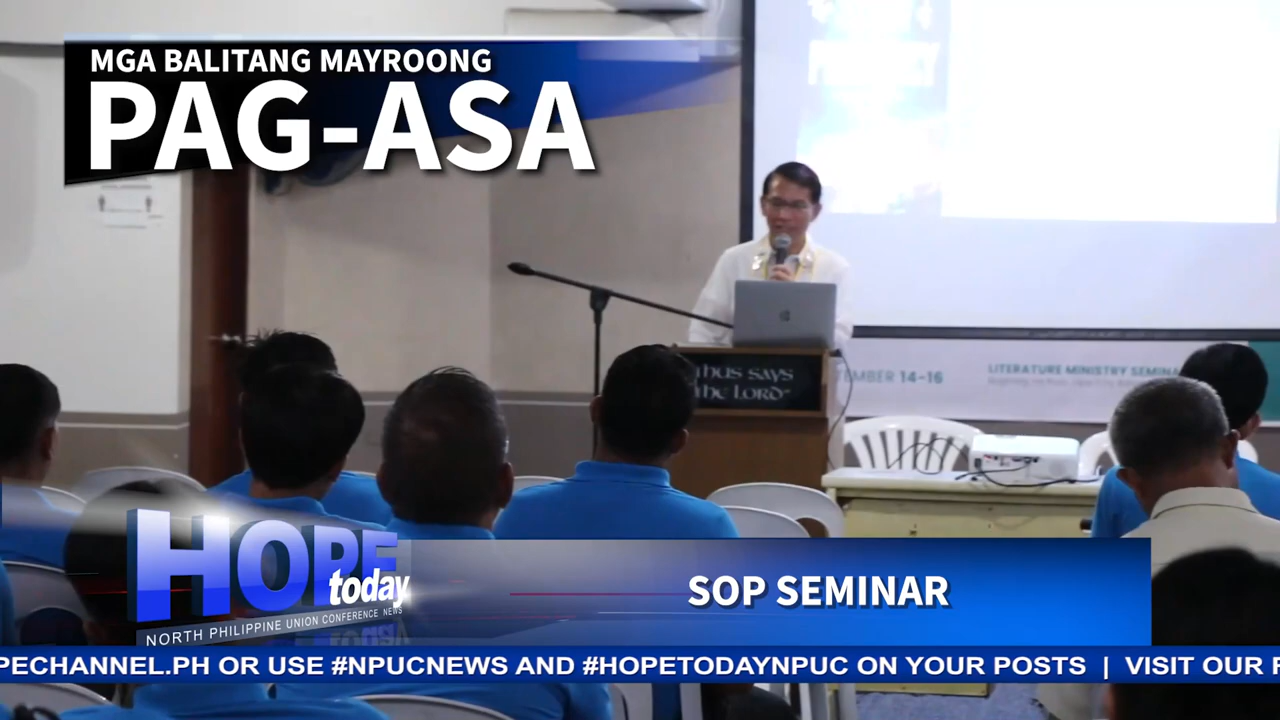 MGA BALITANG MAYROONG
PAG-ASA
THUS SAYS
THE LORD
TEMBER 14-16
LITERATURE MINISTRY SEMINA
HOPE
today
NORTH PHILIPPINE UNION CONFERENCE NEWS
SOP SEMINAR
PECHANNEL.PH OR USE #NPUCNEWS AND #HOPETODAYNPUC ON YOUR POSTS | VISIT OUR F